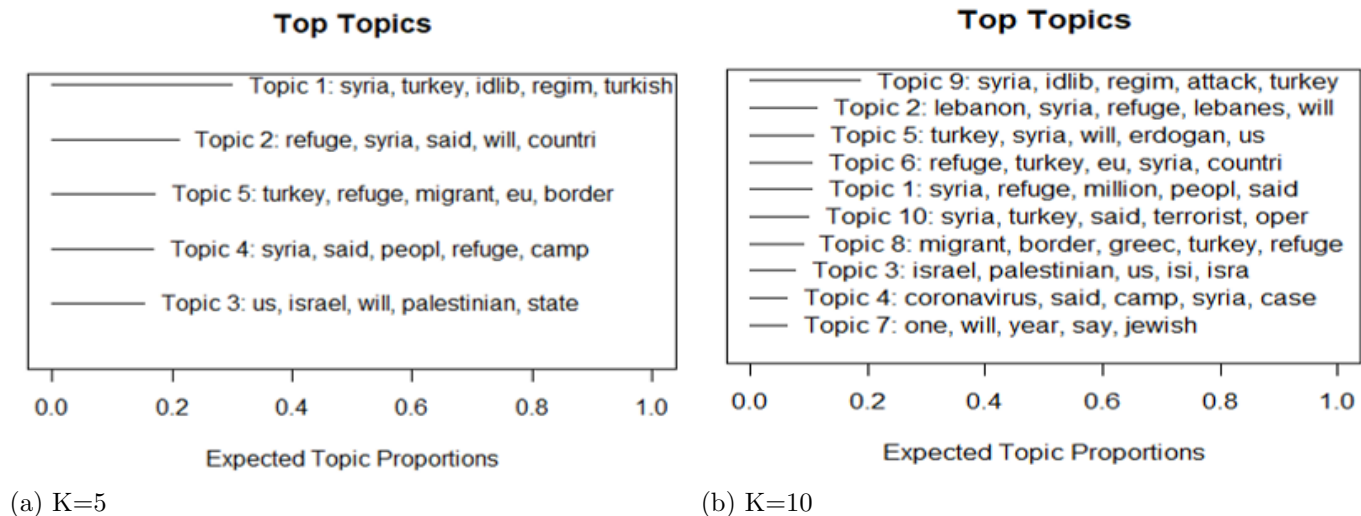 Top Topics
Topic 1: syria, turkey, idlib, regim, turkish
Topic 2: refuge, syria, said, will, countri
Topic 5: turkey, refuge, migrant, eu, border
Topic 4: syria, said, peopl, refuge, camp
Topic 3: us, israel, will, palestinian, state
0.0 0.2 0.4 0.6 0.8 1.0
Expected Topic Proportions
(a) K=5
Top Topics
Topic 9: syria, idlib, regim, attack, turkey
Topic 2: lebanon, syria, refuge, lebanes, will
Topic 5: turkey, syria, will, erdogan, us
Topic 6: refuge, turkey, eu, syria, countri
Topic 1: syria, refuge, million, peopl, said
Topic 10: syria, turkey, said, terrorist, oper
Topic 8: migrant, border, greec, turkey, refuge
Topic 3: israel, palestinian, us, isi, isra
Topic 4: coronavirus, said, camp, syria, case
Topic 7: one, will, year, say, jewish
0.0 0.2 0.4 0.6 0.8 1.0
Expected Topic Proportions
(b) K=10